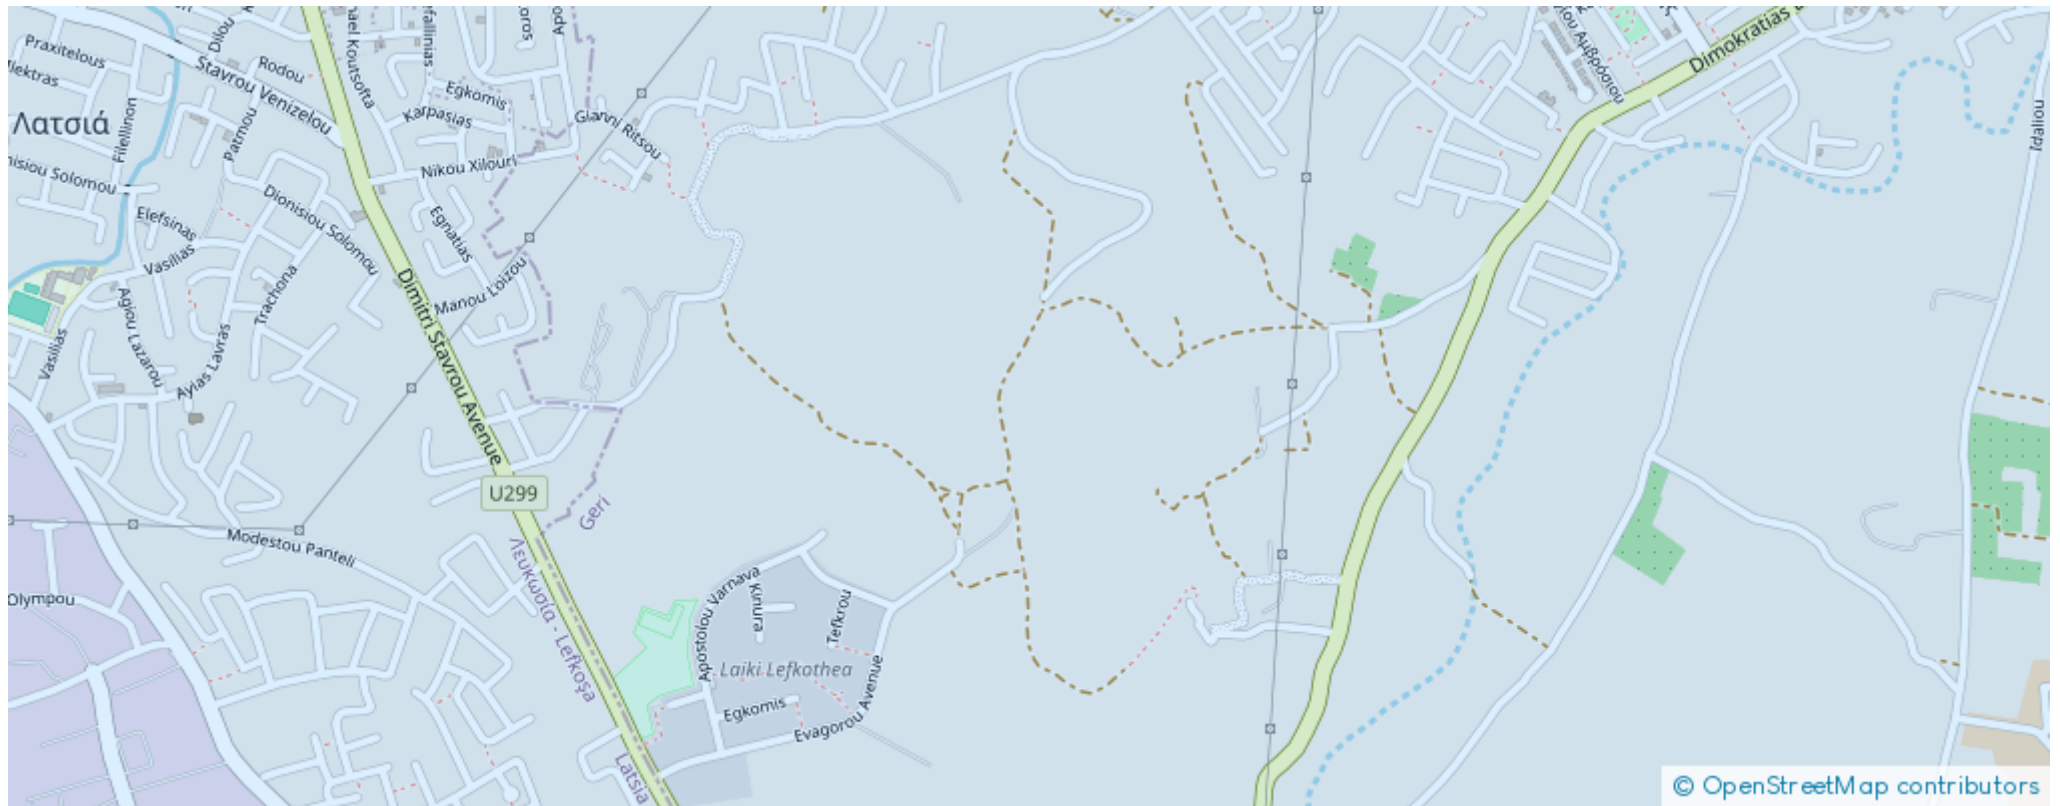 Praxitelous
Ilektras
Dilou
Rodou
Stavrou Venizelou
Λατσιά
Filellinon
Patmou
Dionisiou Solomou
Elefsinas
Vasilias
Agiou Lazarou
Ayias Lavras
Trachona
Vasilias
Dionisiou Solomou
Egkomis
Karpasias
Nikou Xilouri
Gianni Ritsou
Egnatias
Manou Loizou
Dimitri Stavrou Avenue
U299
Geri
Modestou Panteli
Olympou
Λευκωσία - Lefkoşa
Latsia
Apostolou Varnava
Kinura
Tefkrou
Laiki Lefkothea
Egkomis
Evagorou Avenue
Dimokratias
Idaliou
© OpenStreetMap contributors